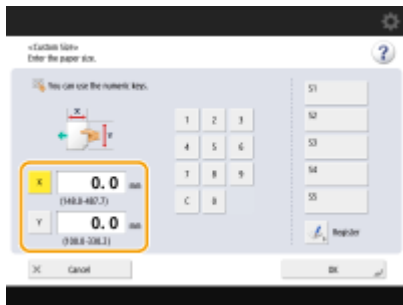 <Custom Size>
Enter the paper size.
?
You can use the numeric keys.
X
Y
1 2 3
4 5 6
7 8 9
C 0
X 0.0 mm
(148.0-487.7)
Y 0.0 mm
(100.0-330.2)
S1
S2
S3
S4
S5
Register
Cancel
OK